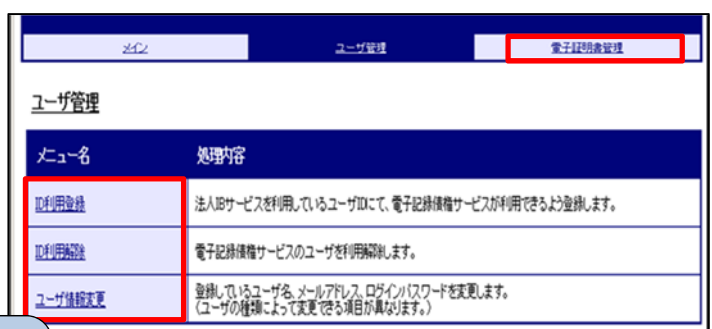 メイン
ユーザ管理
電子証明書管理
ユーザ管理
メニュー名
処理内容
ID利用登録
法人IBサービスを利用しているユーザIDにて、電子記録債権サービスが利用できるよう登録します。
ID利用解除
電子記録債権サービスのユーザを利用解除します。
ユーザ情報変更
登録しているユーザ名、メールアドレス、ログインパスワードを変更します。
（ユーザの種類によって変更できる項目が異なります。）